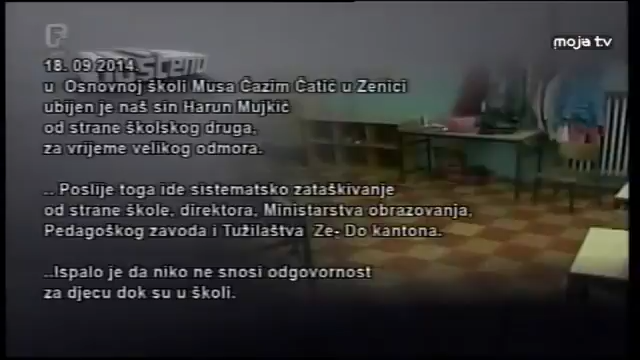 moja tv
pošteno
18. 09 2014.
u  Osnovnoj školi Musa Ćazim Ćatić u Zenici
ubijen je naš sin Harun Mujkić
od strane školskog druga,
za vrijeme velikog odmora.
.. Poslije toga ide sistematsko zataškivanje
od strane škole, direktora, Ministarstva obrazovanja,
Pedagoškog zavoda i Tužilaštva  Ze- Do kantona.
..Ispalo je da niko ne snosi odgovornost
za djecu dok su u školi.